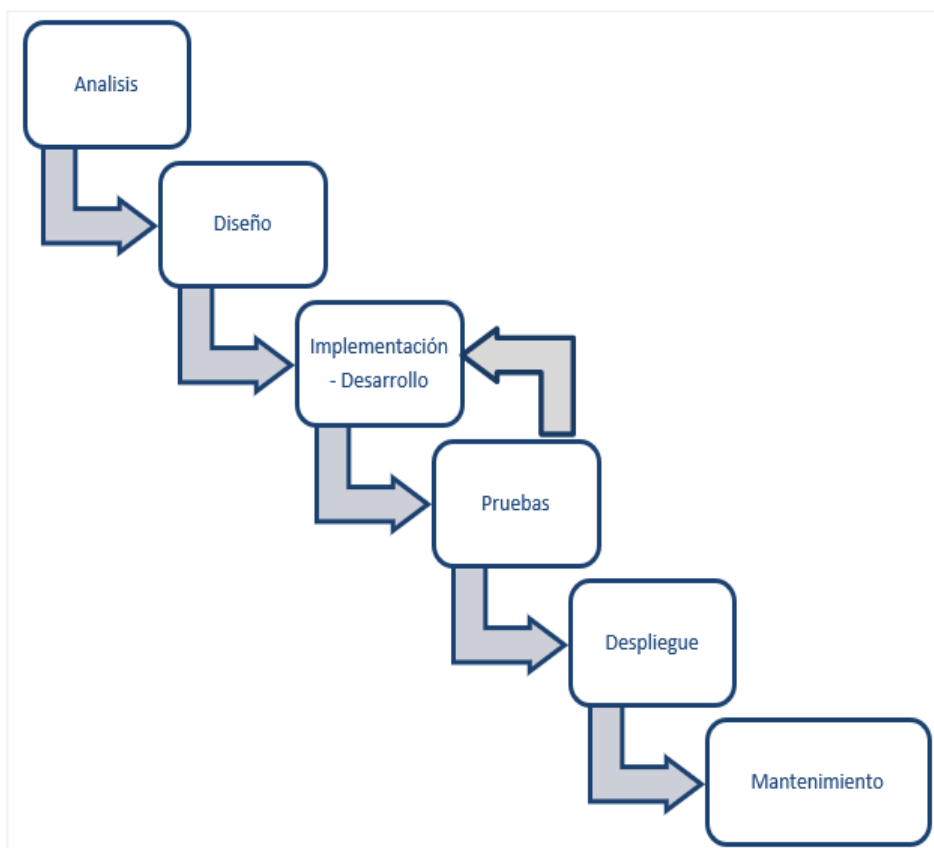 Analisis
Diseño
Implementación
- Desarrollo
Pruebas
Despliegue
Mantenimiento